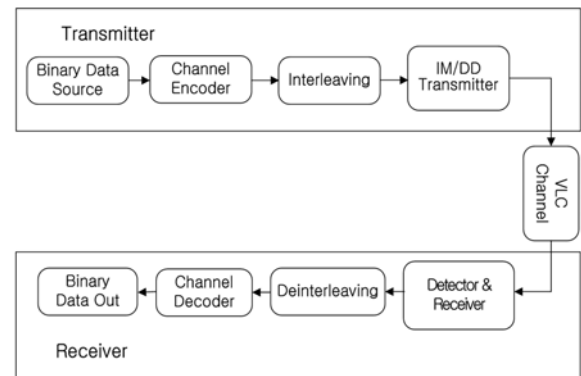 Transmitter
Binary Data
Source
Channel
Encoder
Interleaving
IM/DD
Transmitter
VLC
Channel
Detector &
Receiver
Deinterleaving
Channel
Decoder
Binary
Data Out
Receiver